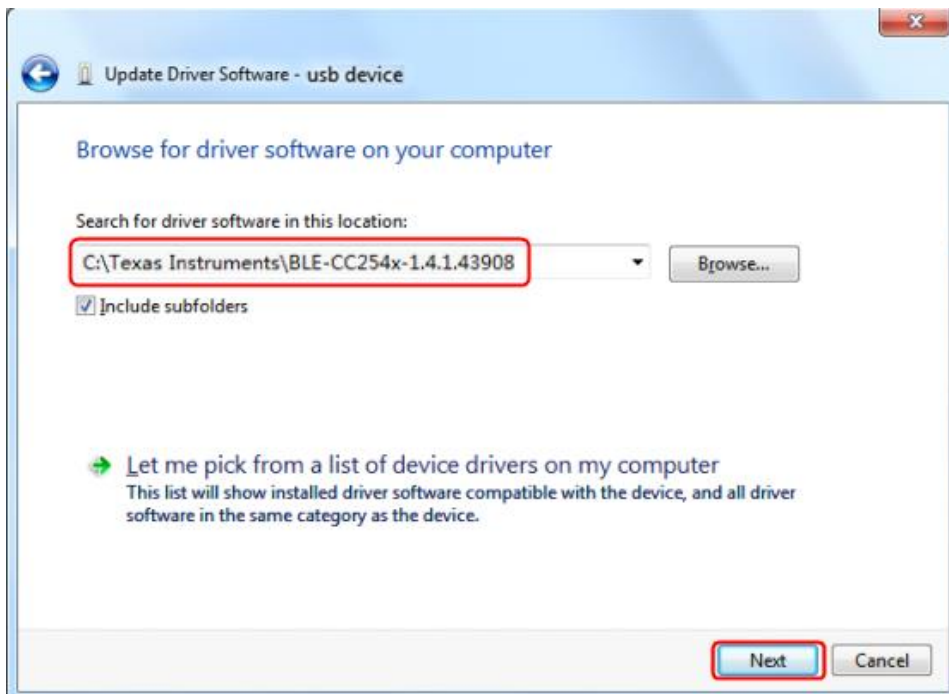 Update Driver Software - usb device
Browse for driver software on your computer
Search for driver software in this location:
C:\Texas Instruments\BLE-CC254x-1.4.1.43908
Browse...
Include subfolders
Let me pick from a list of device drivers on my computer
This list will show installed driver software compatible with the device, and all driver
software in the same category as the device.
Next
Cancel